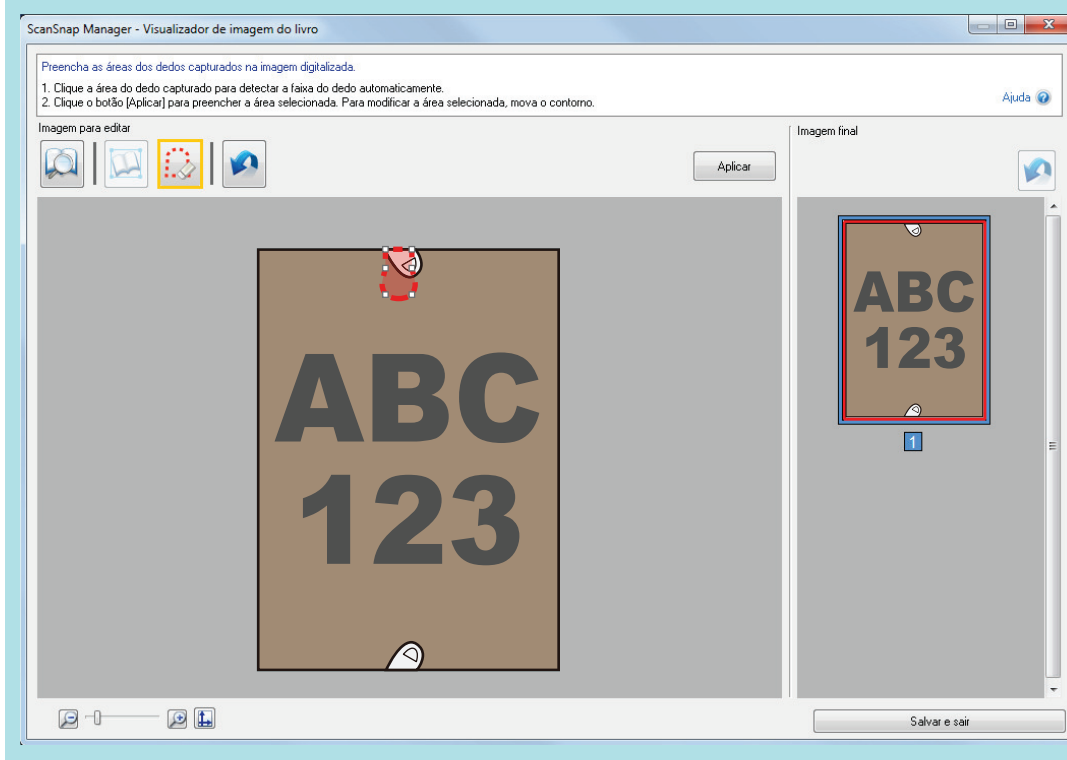 ScanSnap Manager - Visualizador de imagem do livro
Preencha as áreas dos dedos capturados na imagem digitalizada.
1. Clique a área do dedo capturado para detectar a faixa do dedo automaticamente.
2. Clique o botão [Aplicar] para preencher a área selecionada. Para modificar a área selecionada, mova o contorno.
Ajuda
Imagem para editar
Aplicar
ABC
123
Imagem final
ABC
123
1
Salvar e sair